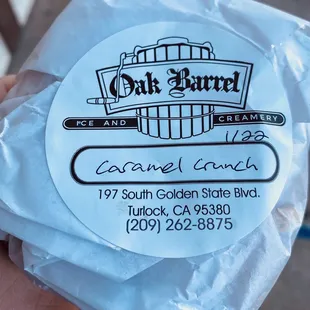 Oak Barrel
PCE AND CREAMERY
1/22
Caramel Crunch
197 South Golden State Blvd.
Turlock, CA 95380
(209) 262-8875